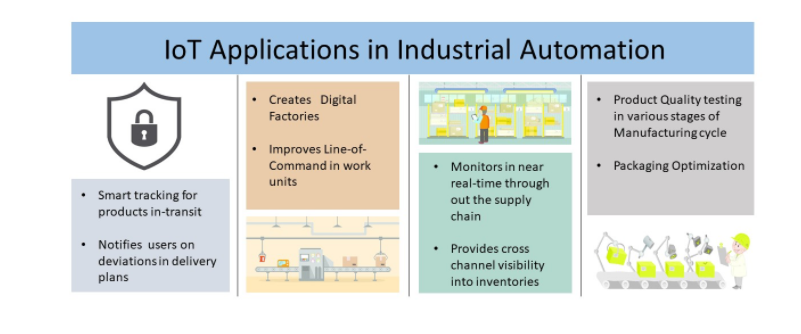 IoT Applications in Industrial Automation
• Smart tracking for
products in-transit
• Notifies users on
deviations in delivery
plans
• Creates Digital
Factories
• Improves Line-of-
Command in work
units
• Monitors in near
real-time through
out the supply
chain
• Provides cross
channel visibility
into inventories
• Product Quality testing
in various stages of
Manufacturing cycle
• Packaging Optimization